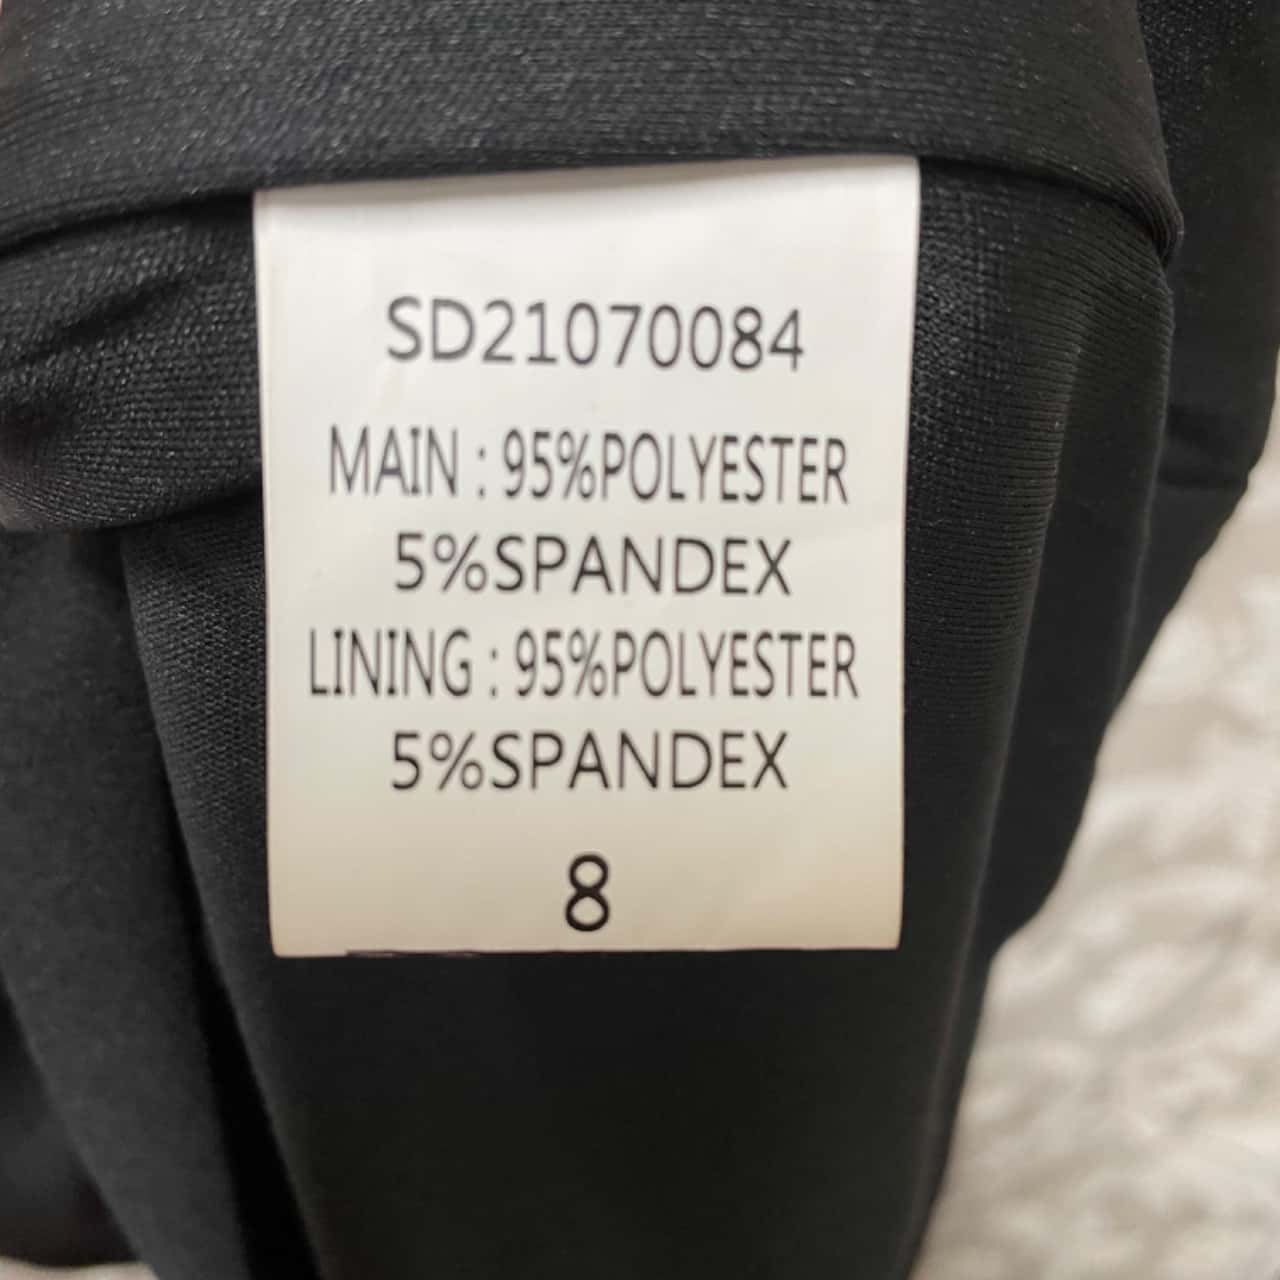 SD21070084
MAIN : 95%POLYESTER
5%SPANDEX
LINING : 95%POLYESTER
5%SPANDEX
8